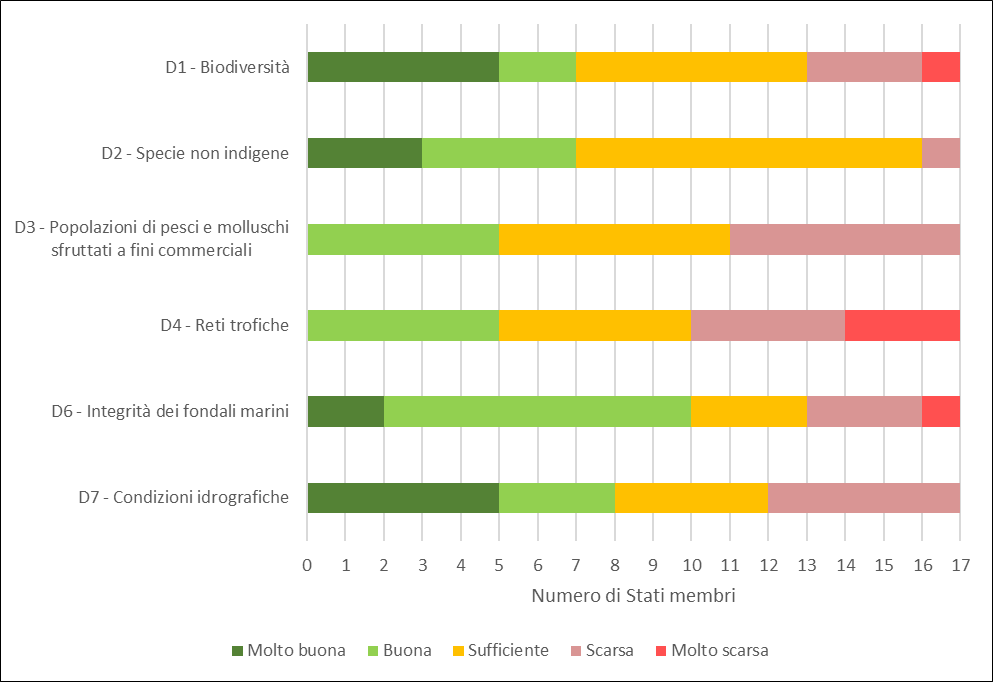 D1 - Biodiversità
D2 - Specie non indigene
D3 - Popolazioni di pesci e molluschi
sfruttati a fini commerciali
D4 - Reti trofiche
D6 - Integrità dei fondali marini
D7 - Condizioni idrografiche
0 1 2 3 4 5 6 7 8 9 10 11 12 13 14 15 16 17
Numero di Stati membri
Molto buona Buona Sufficiente Scarsa Molto scarsa